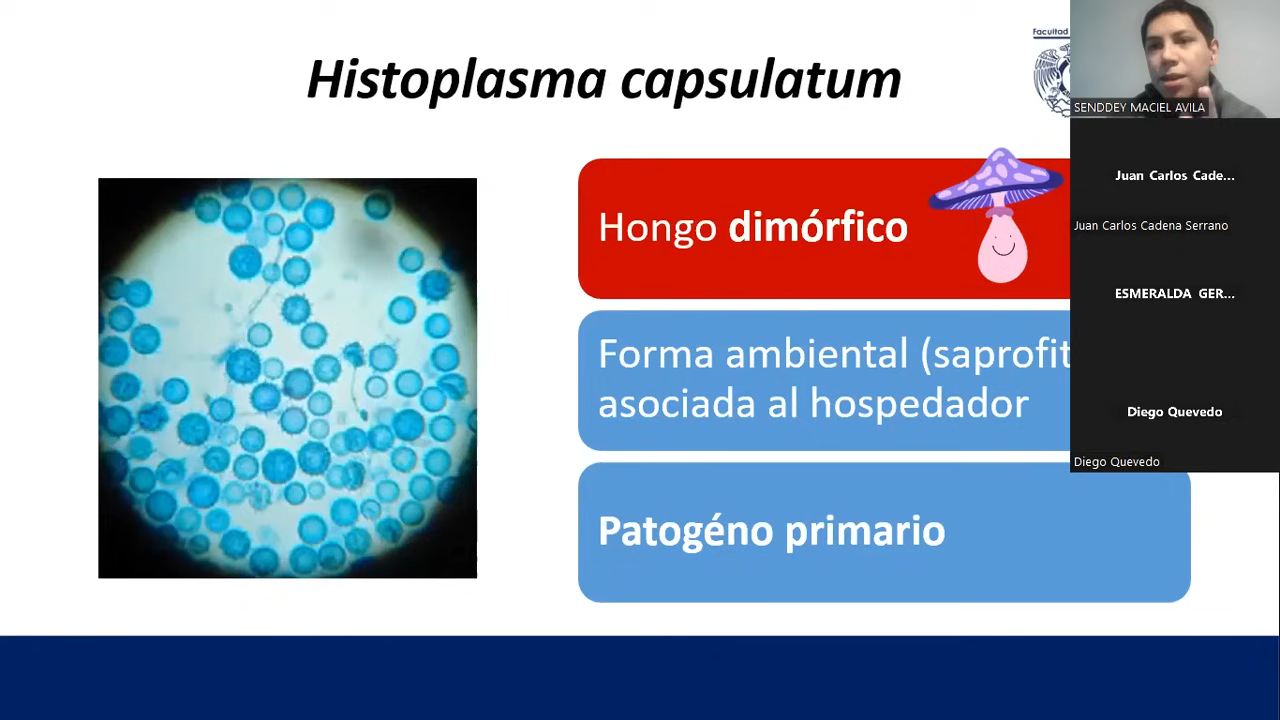 Histoplasma capsulatum
Facultad
SENDDEY MACIEL AVILA
Hongo dimórfico
Juan Carlos Cade...
Juan Carlos Cadena Serrano
ESMERALDA GER...
Forma ambiental (saprofit
asociada al hospedador
Diego Quevedo
Diego Quevedo
Patogéno primario